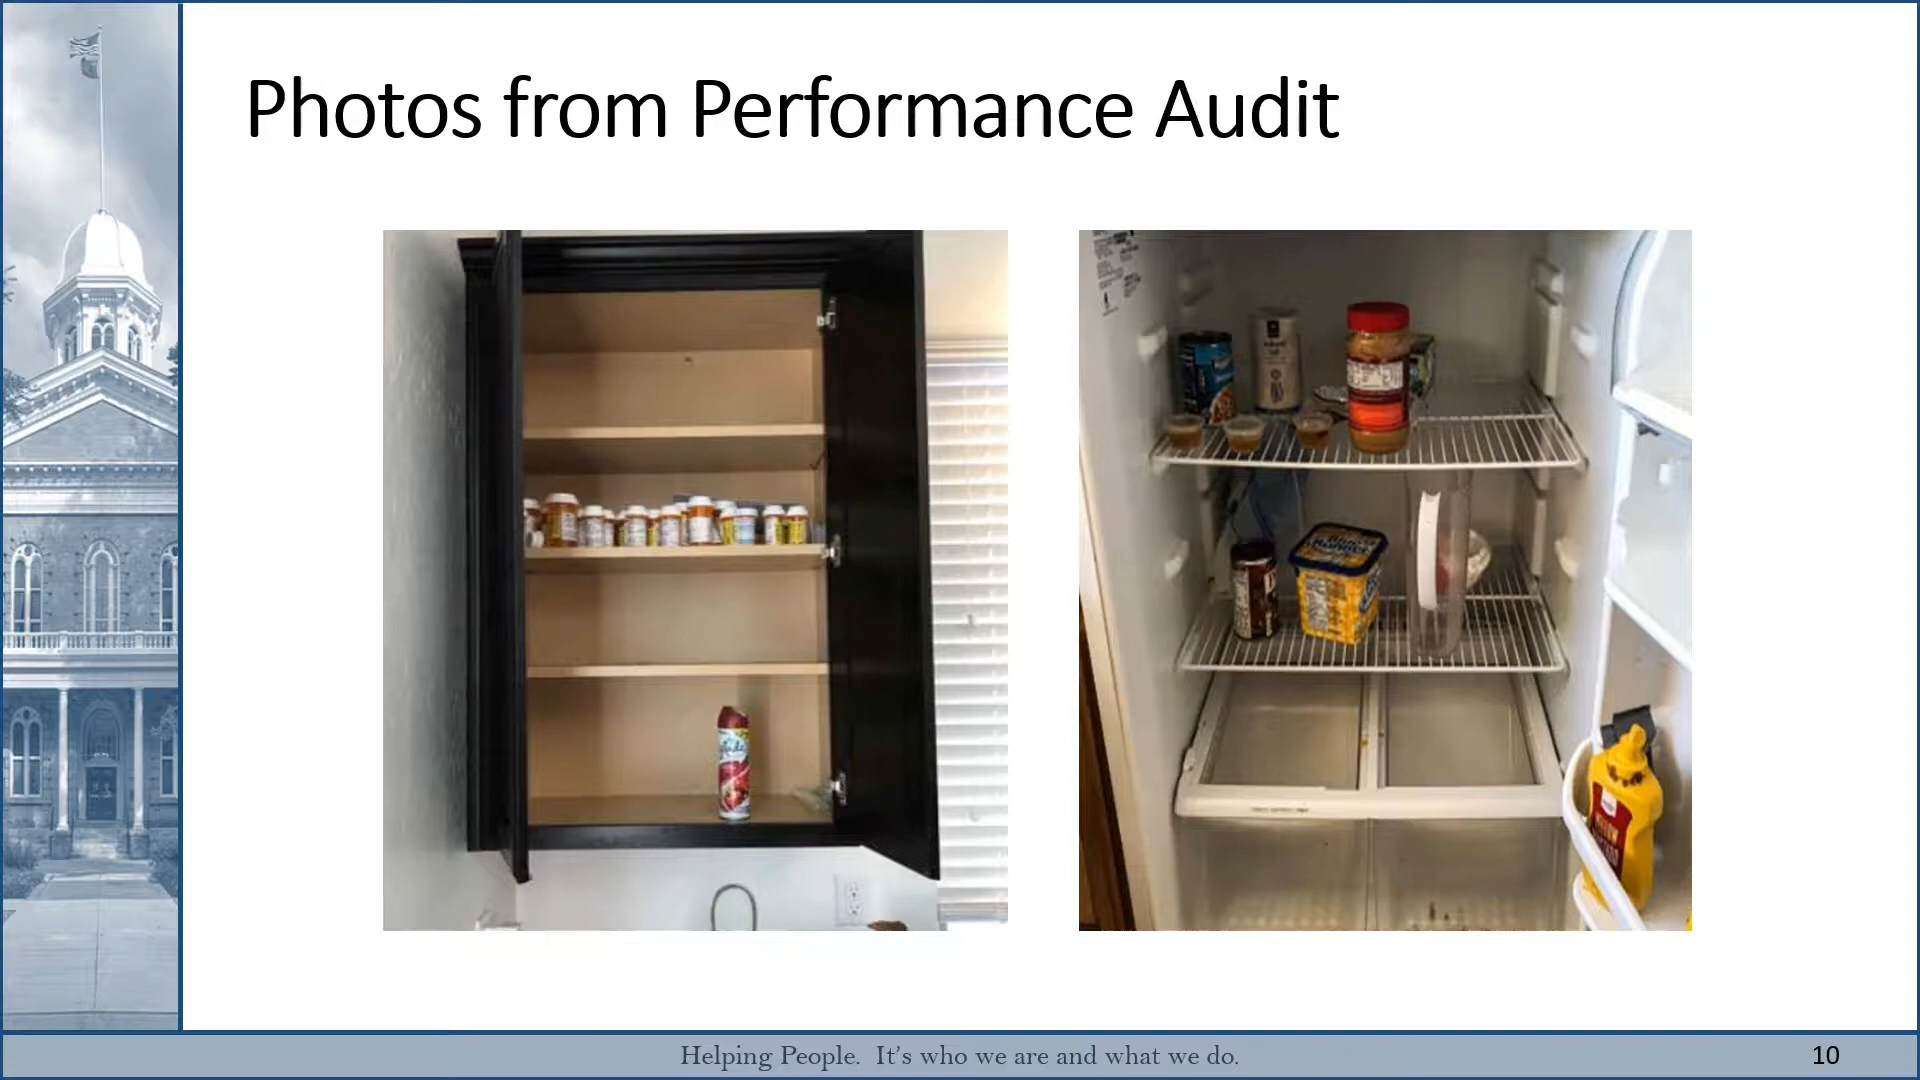 Photos from Performance Audit
Helping People. It's who we are and what we do.
10